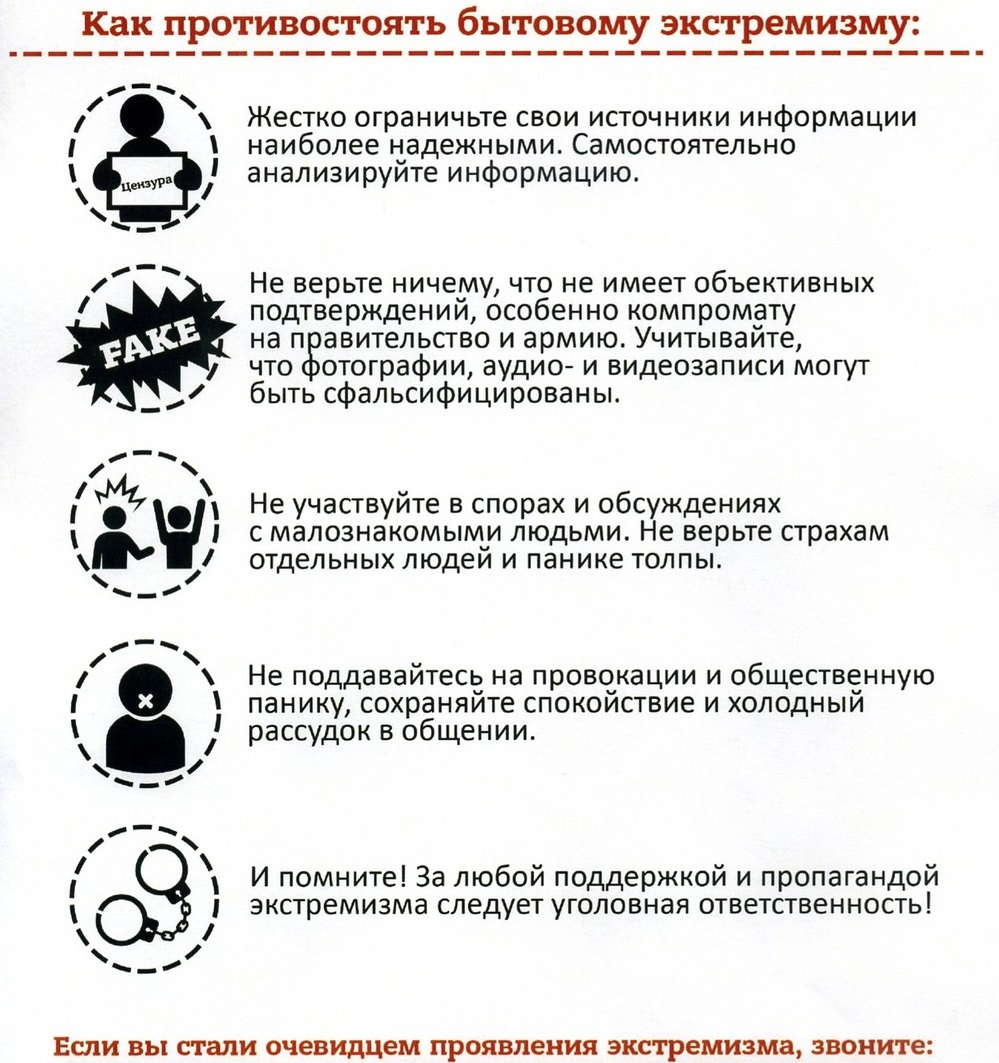 Как противостоять бытовому экстремизму:
Жестко ограничьте свои источники информации
наиболее надежными. Самостоятельно
анализируйте информацию.
Цензура
Не верьте ничему, что не имеет объективных
подтверждений, особенно компромату
на правительство и армию. Учитывайте,
что фотографии, аудио- и видеозаписи могут
быть сфальсифицированы.
FAKE
Не участвуйте в спорах и обсуждениях
с малознакомыми людьми. Не верьте страхам
отдельных людей и панике толпы.
Не поддавайтесь на провокации и общественную
панику, сохраняйте спокойствие и холодный
рассудок в общении.
И помните! За любой поддержкой и пропагандой
экстремизма следует уголовная ответственность!
Если вы стали очевидцем проявления экстремизма, звоните: